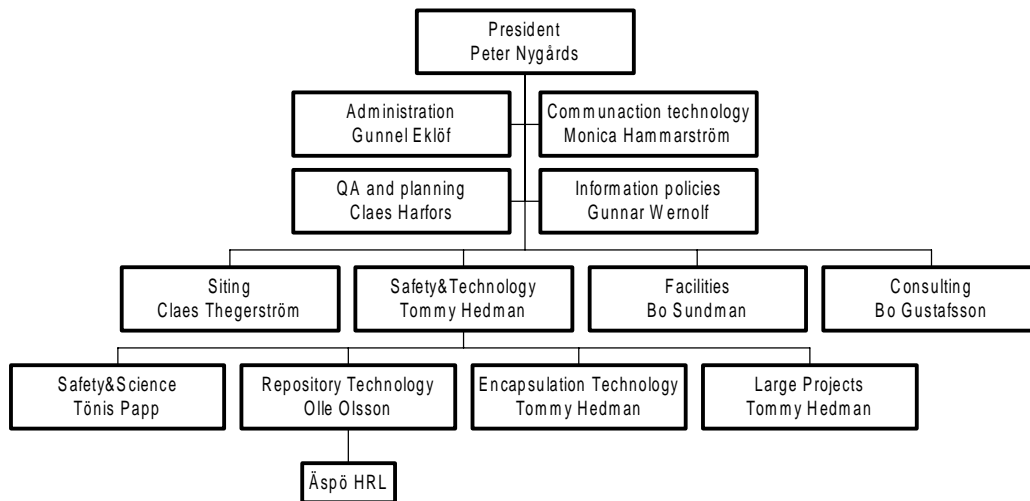 President
Peter Nygårds
Administration
Gunnel Eklöf
Communaction technology
Monica Hammarström
QA and planning
Claes Harfors
Information policies
Gunnar Wernolf
Siting
Claes Thegerström
Safety&Technology
Tommy Hedman
Facilities
Bo Sundman
Consulting
Bo Gustafsson
Safety&Science
Tönis Papp
Repository Technology
Olle Olsson
Encapsulation Technology
Tommy Hedman
Large Projects
Tommy Hedman
Äspö HRL